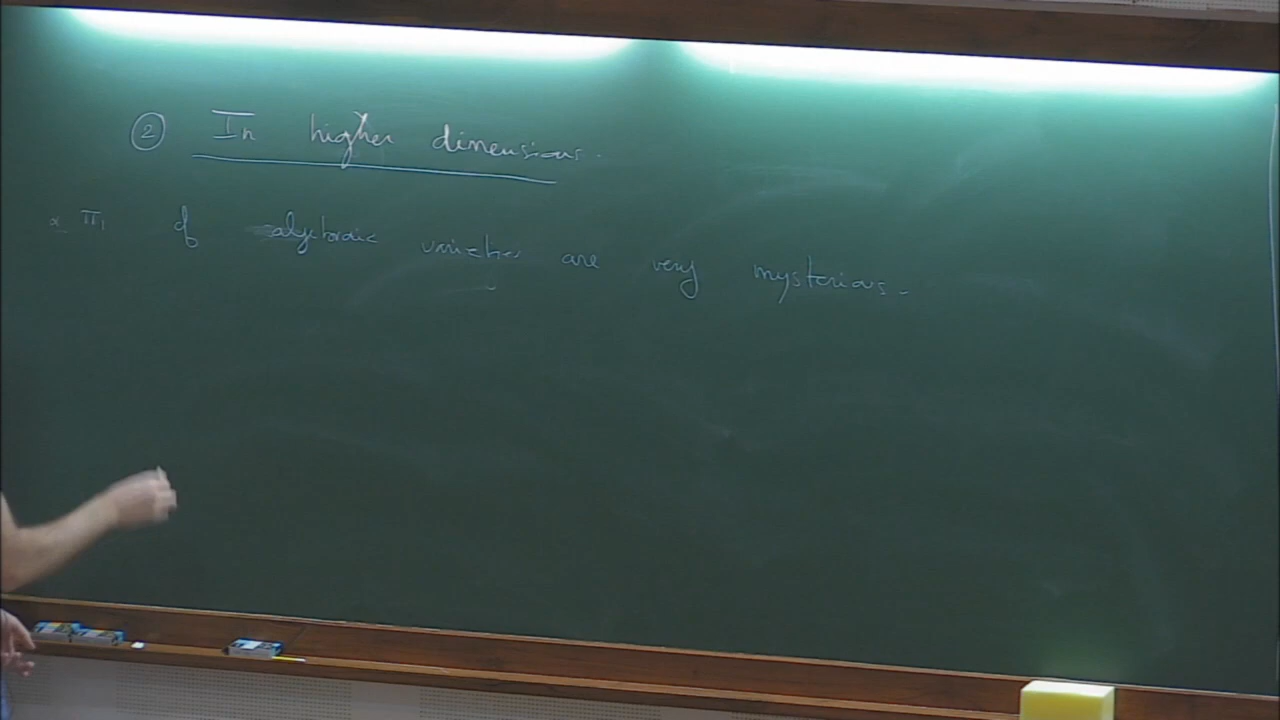 ② In higher dimensions.
π₁ of algebraic varieties are very mysterious.